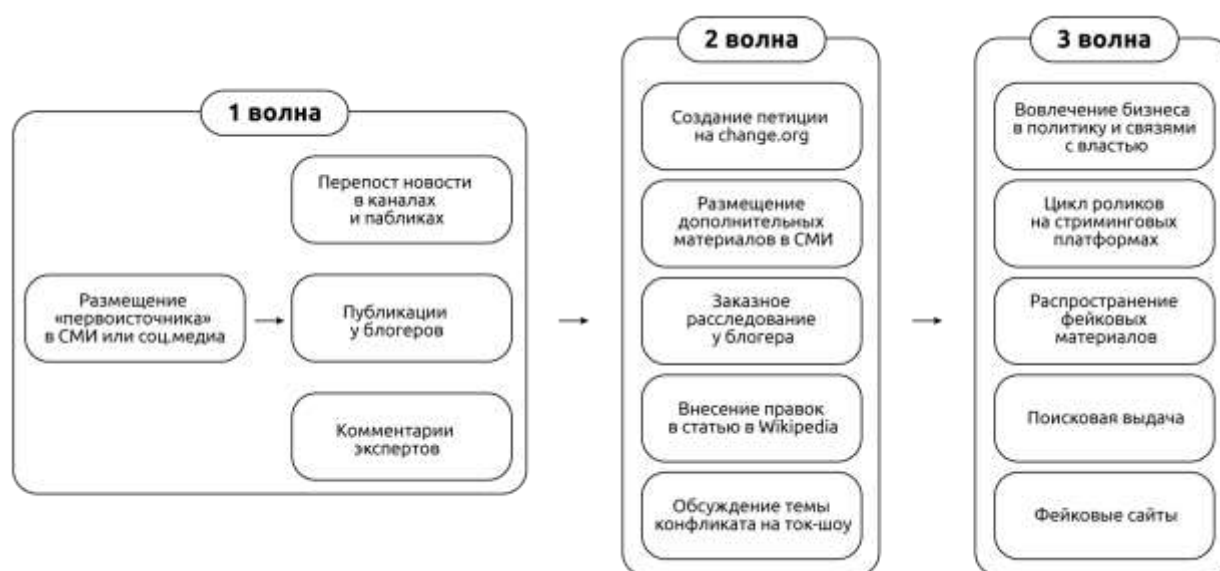 1 волна
Размещение
«первоисточника»
в СМИ или соц.медиа
Перепост новости
в каналах
и пабликах
Публикации
у блогеров
Комментарии
экспертов
2 волна
Создание петиции
на change.org
Размещение
дополнительных
материалов в СМИ
Заказное
расследование
у блогера
Внесение правок
в статью в Wikipedia
Обсуждение темы
конфликта на ток-шоу
3 волна
Вовлечение бизнеса
в политику и связями
с властью
Цикл роликов
на стриминговых
платформах
Распространение
фейковых
материалов
Поисковая выдача
Фейковые сайты